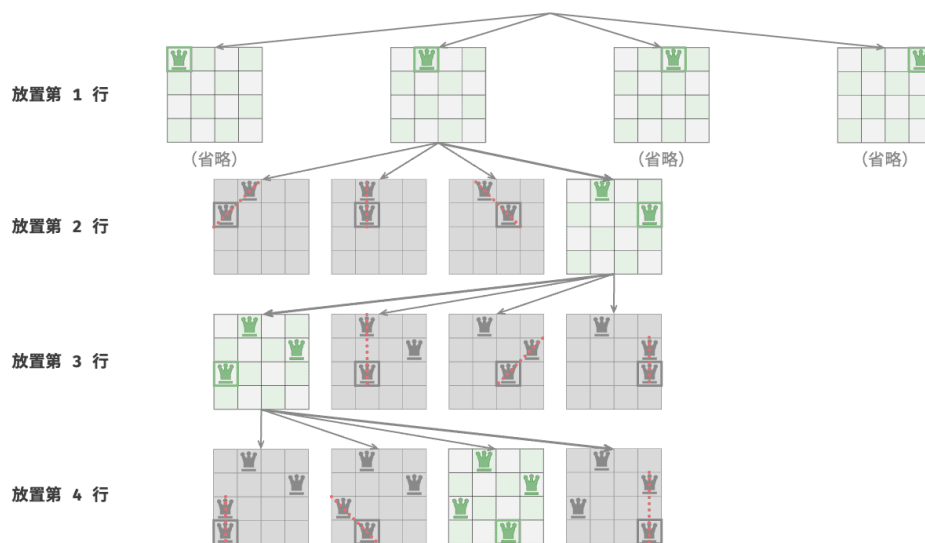 放置第 1 行
（省略）
（省略）
（省略）
放置第 2 行
放置第 3 行
放置第 4 行